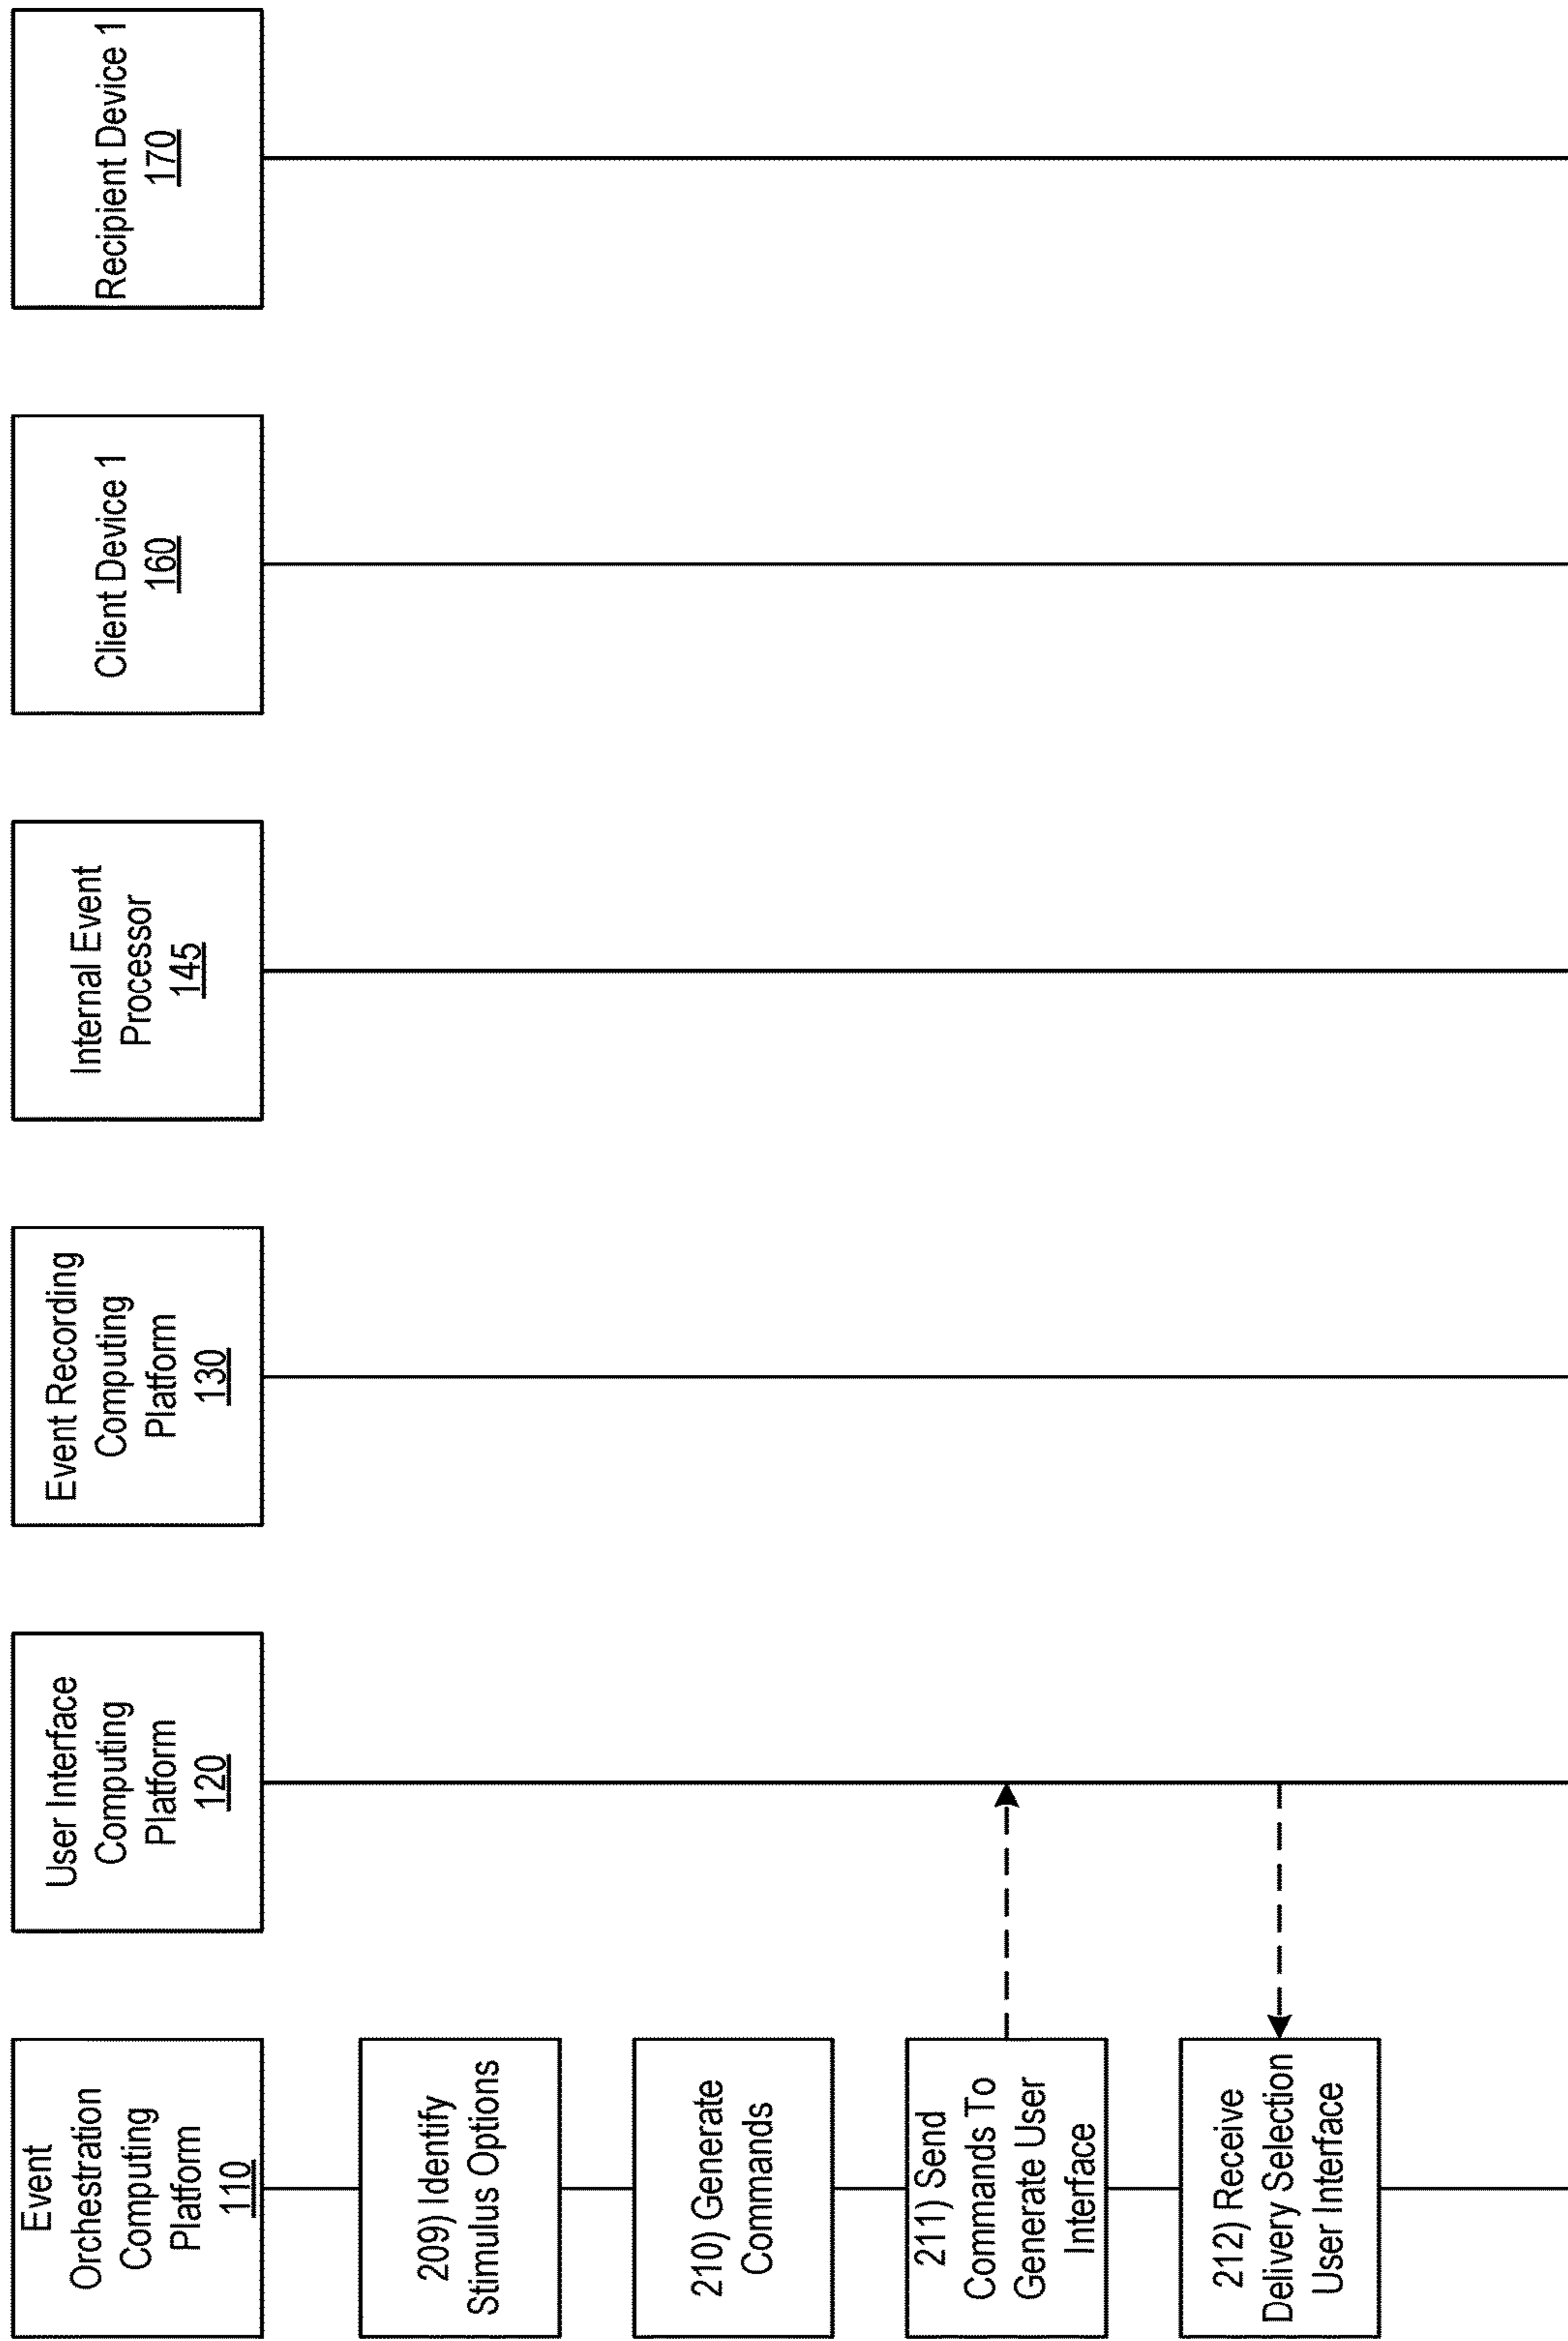 Event
Orchestration
Computing
Platform
110
User Interface
Computing
Platform
120
Event Recording
Computing
Platform
130
Internal Event
Processor
145
Client Device 1
160
Recipient Device 1
170
209) Identify
Stimulus Options
210) Generate
Commands
211) Send
Commands To
Generate User
Interface
212) Receive
Delivery Selection
User Interface